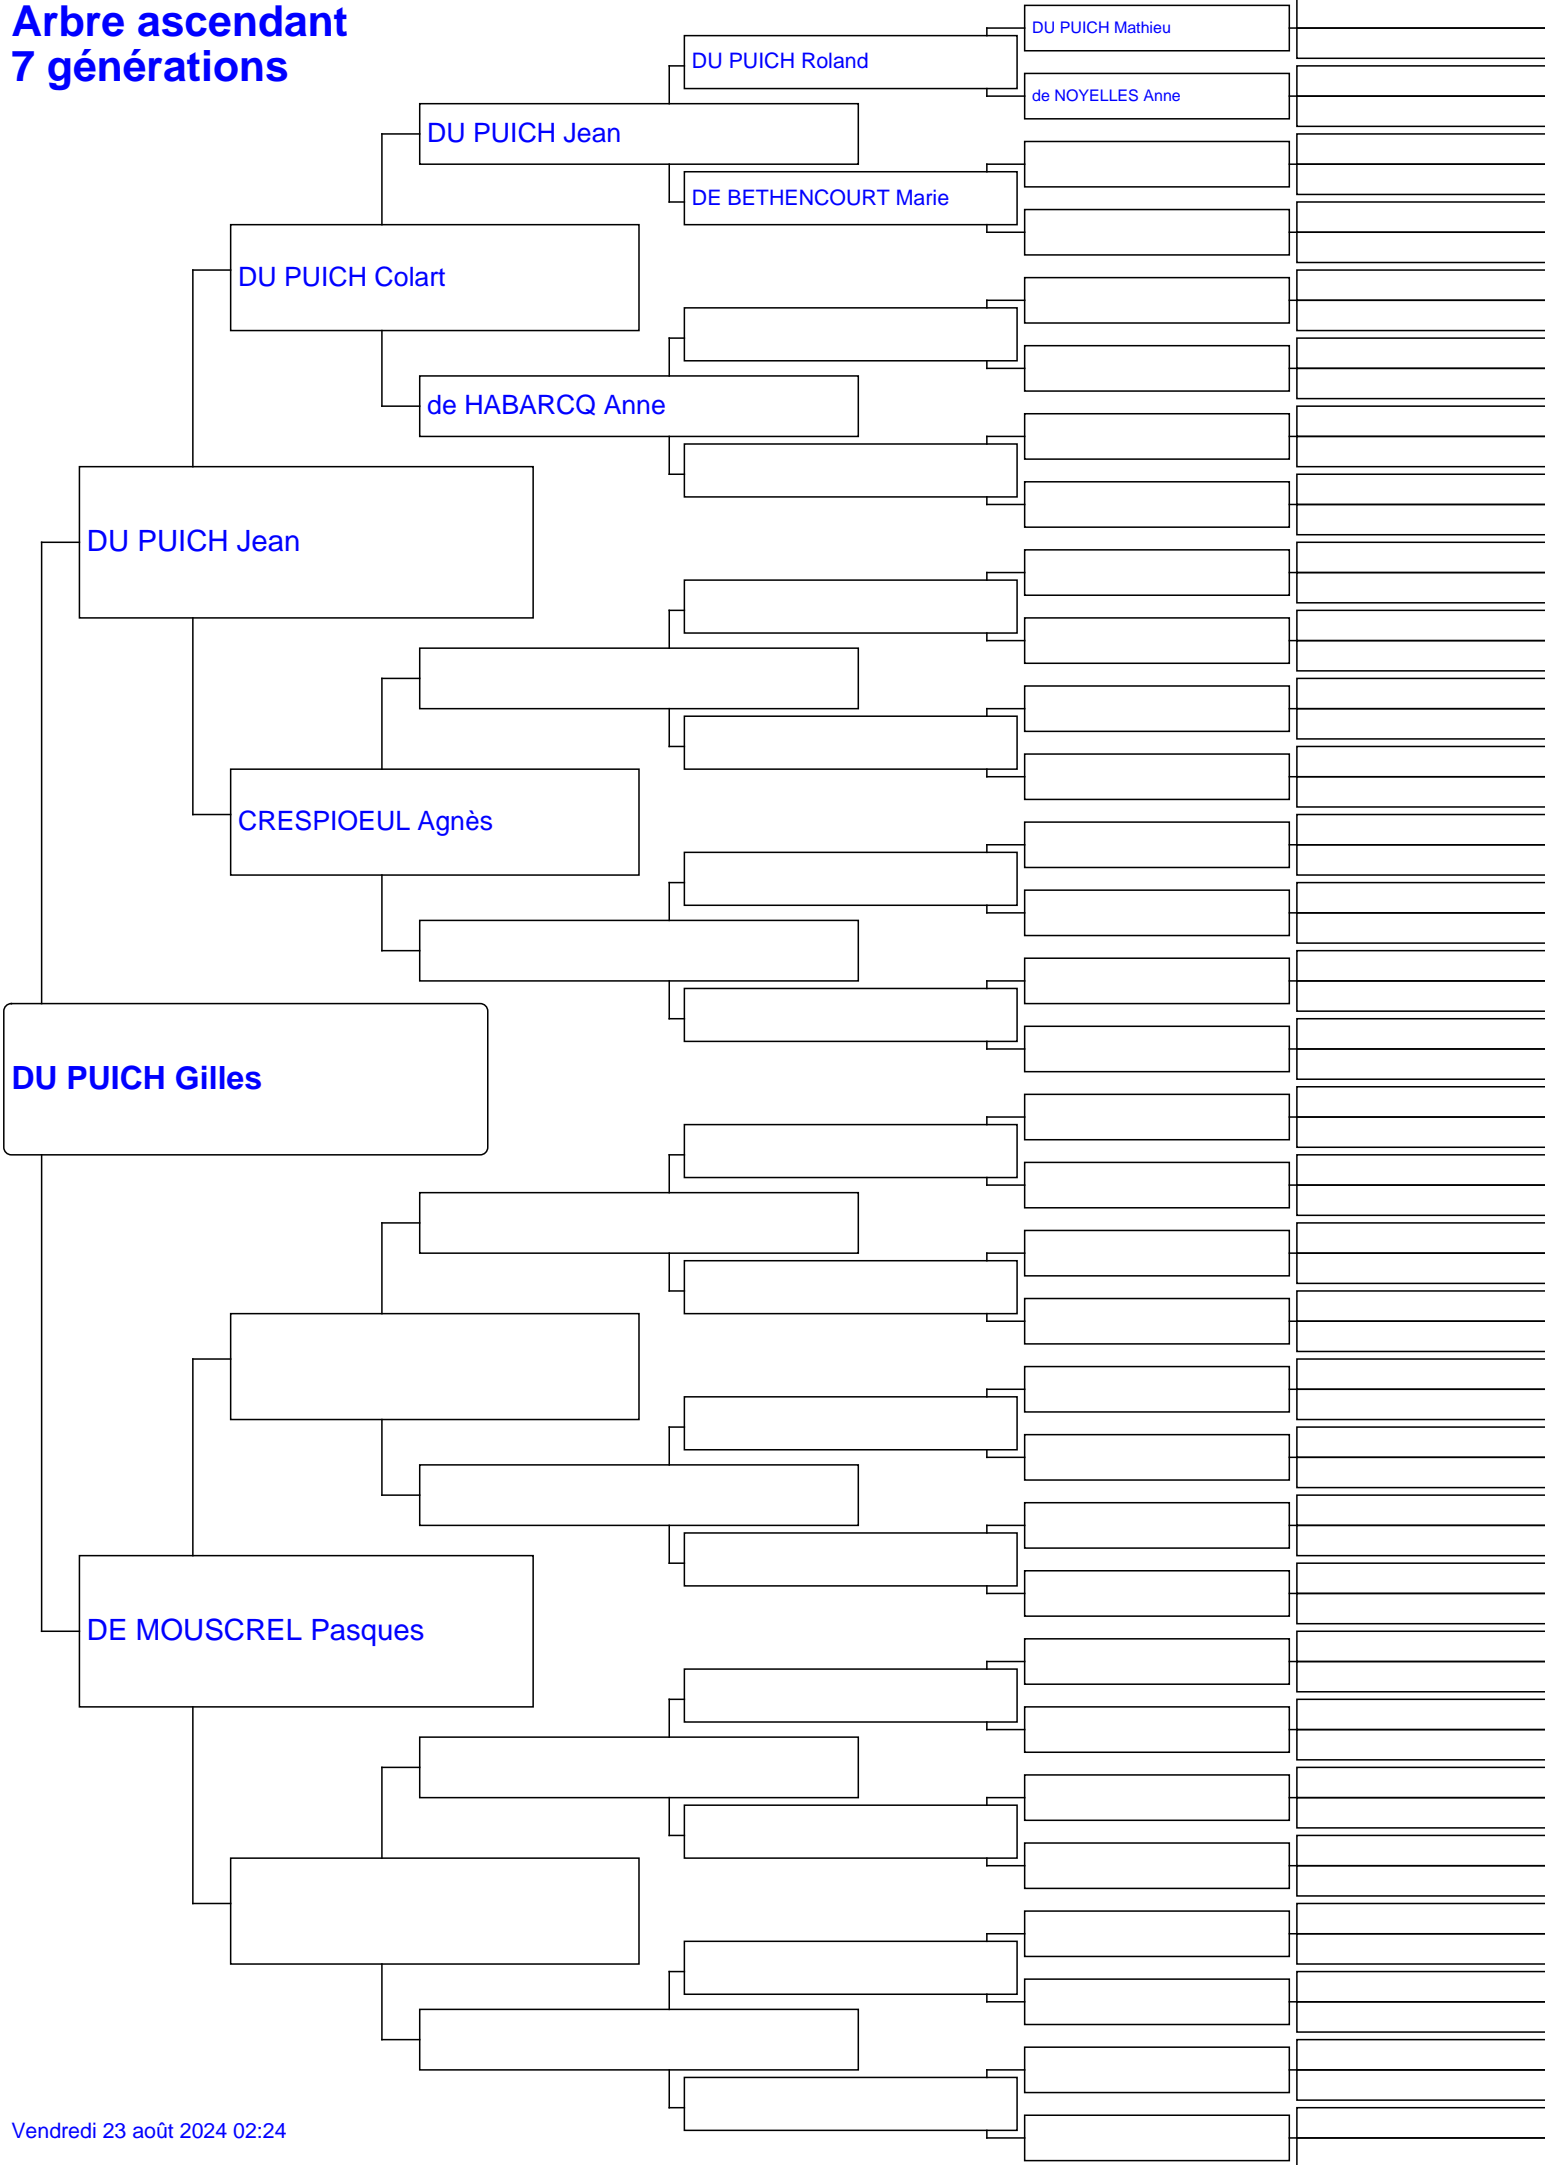 Arbre ascendant
7 générations
DU PUICH Mathieu
DU PUICH Roland
de NOYELLES Anne
DU PUICH Jean
DE BETHENCOURT Marie
DU PUICH Colart
de HABARCQ Anne
DU PUICH Jean
CRESPIOEUL Agnès
DU PUICH Gilles
DE MOUSCREL Pasques
Vendredi 23 août 2024 02:24